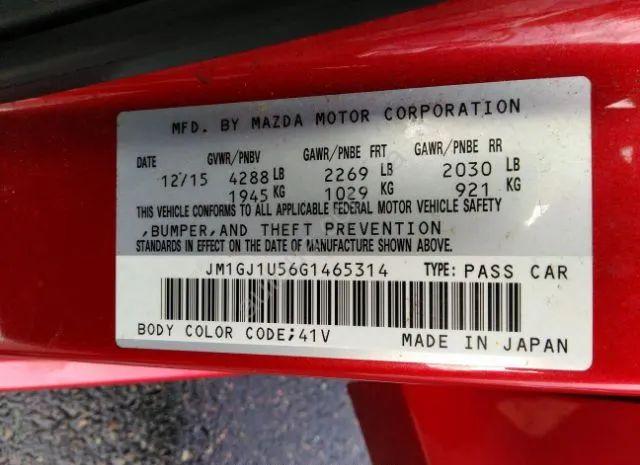 MFD. BY MAZDA MOTOR CORPORATION
DATE GVWR/PNBV GAWR/PNBE FRT GAWR/PNBE RR
12/15 4288 LB 2269 LB 2030 LB
1945 KG 1029 KG 921 KG
THIS VEHICLE CONFORMS TO ALL APPLICABLE FEDERAL MOTOR VEHICLE SAFETY
,BUMPER,AND THEFT PREVENTION
STANDARDS IN EFFECT ON THE DATE OF MANUFACTURE SHOWN ABOVE.
JM1GJ1U56G1465314 TYPE: PASS CAR
BODY COLOR CODE;41V MADE IN JAPAN